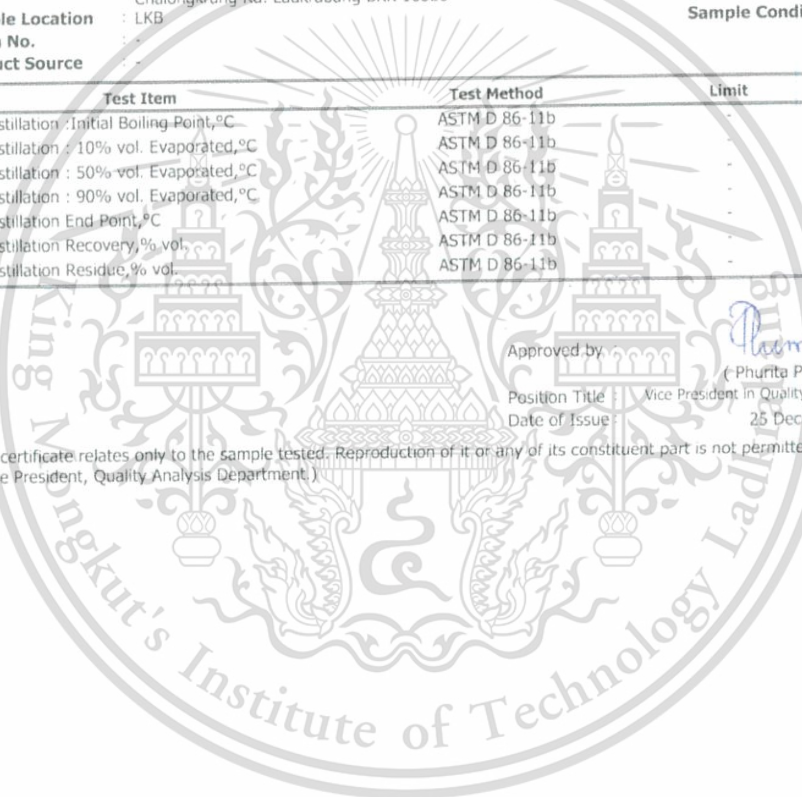 le Location : LKB
Sample Condi
No. : -
uct Source : -
Test Item Test Method Limit
stillation :Initial Boiling Point,°C ASTM D 86-11b -
stillation : 10% vol. Evaporated,°C ASTM D 86-11b -
stillation : 50% vol. Evaporated,°C ASTM D 86-11b -
stillation : 90% vol. Evaporated,°C ASTM D 86-11b -
stillation End Point,°C ASTM D 86-11b -
stillation Recovery,% vol. ASTM D 86-11b -
stillation Residue,% vol. ASTM D 86-11b -
Approved by :
( Phurita P
Position Title : Vice President in Quality
Date of Issue : 25 Dec
certificate relates only to the sample tested. Reproduction of it or any of its constituent part is not permitte
e President, Quality Analysis Department.)
King Mongkut's Institute of Technology Ladkrabang